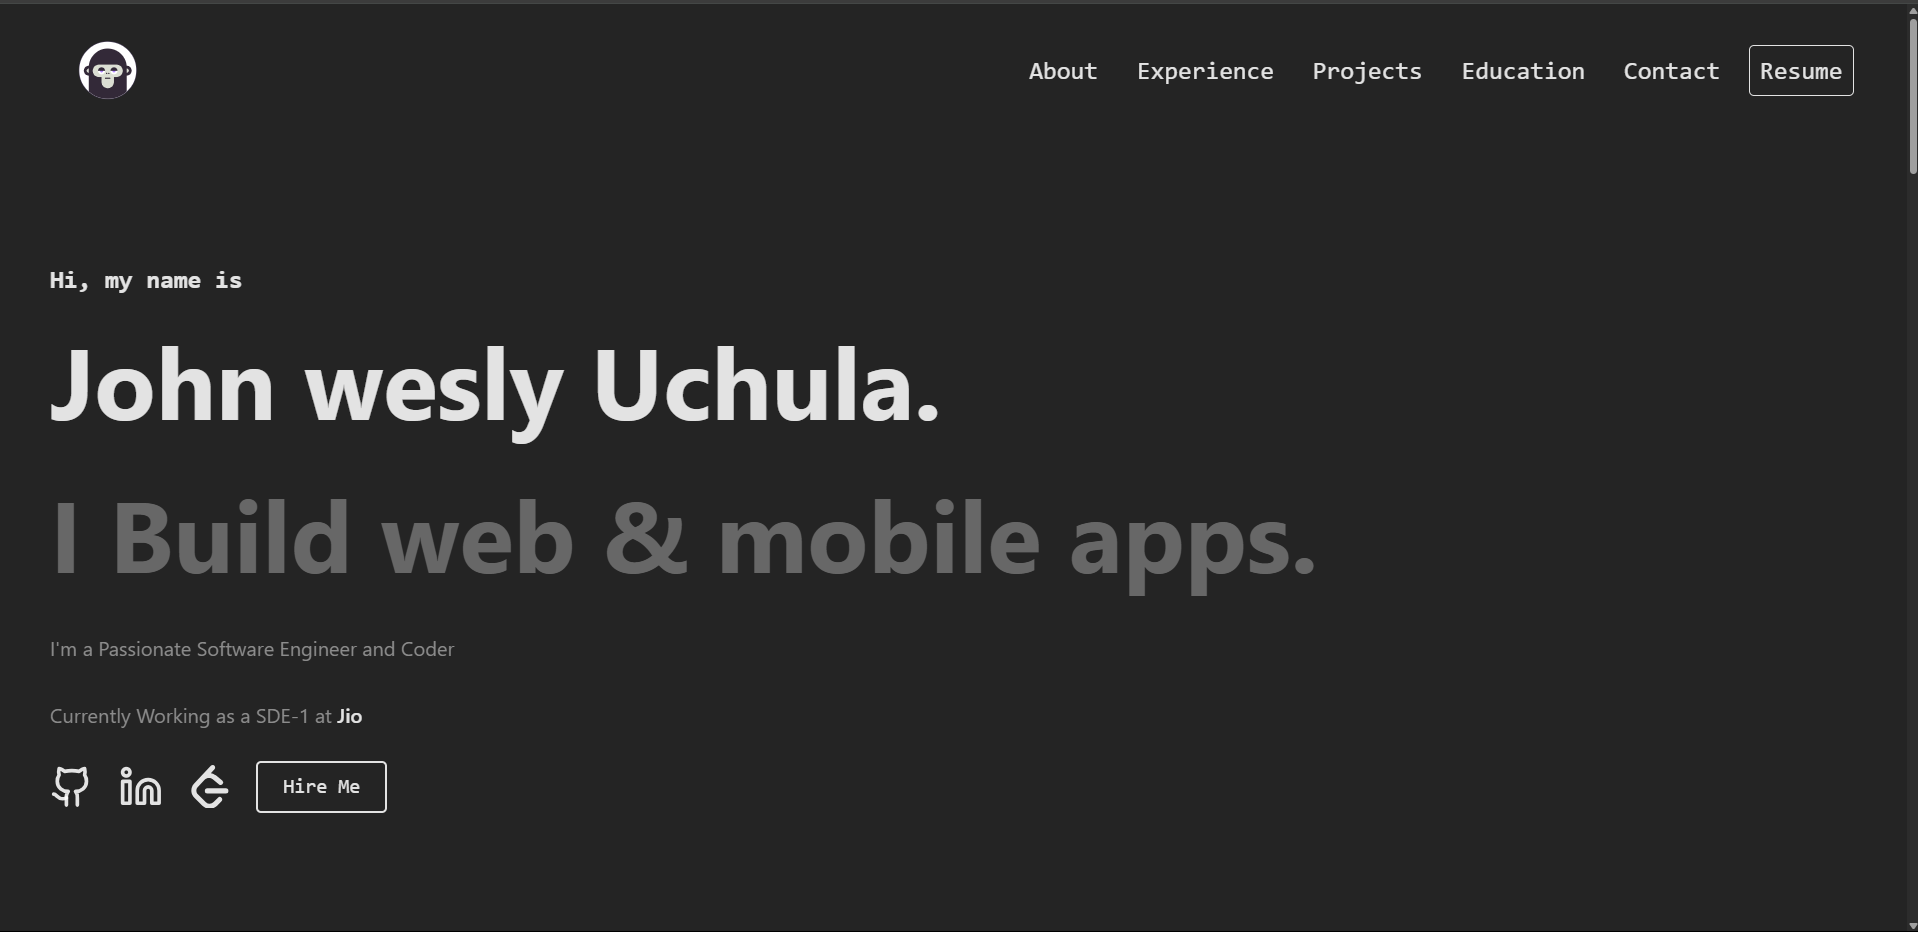 About Experience Projects Education Contact Resume
Hi, my name is
John wesly Uchula.
I Build web & mobile apps.
I'm a Passionate Software Engineer and Coder
Currently Working as a SDE-1 at Jio
Hire Me